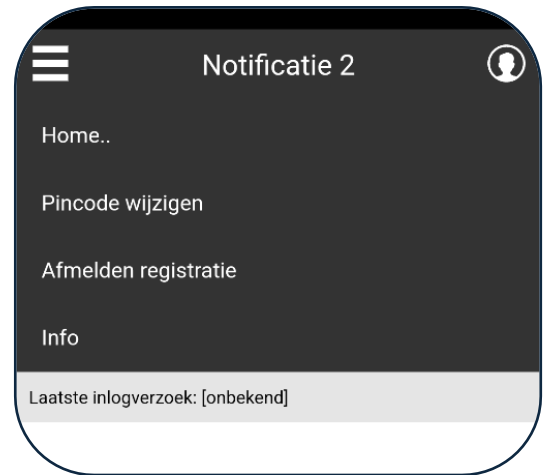 Notificatie 2
Home..
Pincode wijzigen
Afmelden registratie
Info
Laatste inlogverzoek: [onbekend]